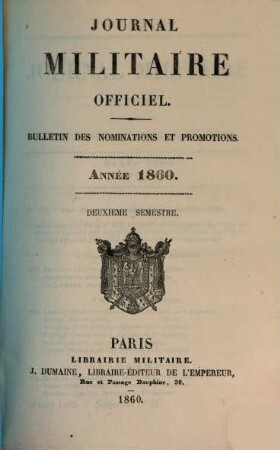 JOURNAL
MILITAIRE
OFFICIEL.
BULLETIN DES NOMINATIONS ET PROMOTIONS.
ANNÉE 1860.
DEUXIEME SEMESTRE.
PARIS
LIBRAIRIE MILITAIRE.
J. DUMAINE, LIBRAIRE-ÉDITEUR DE L'EMPEREUR,
Rue et Passage Dauphine, 30.
1860.